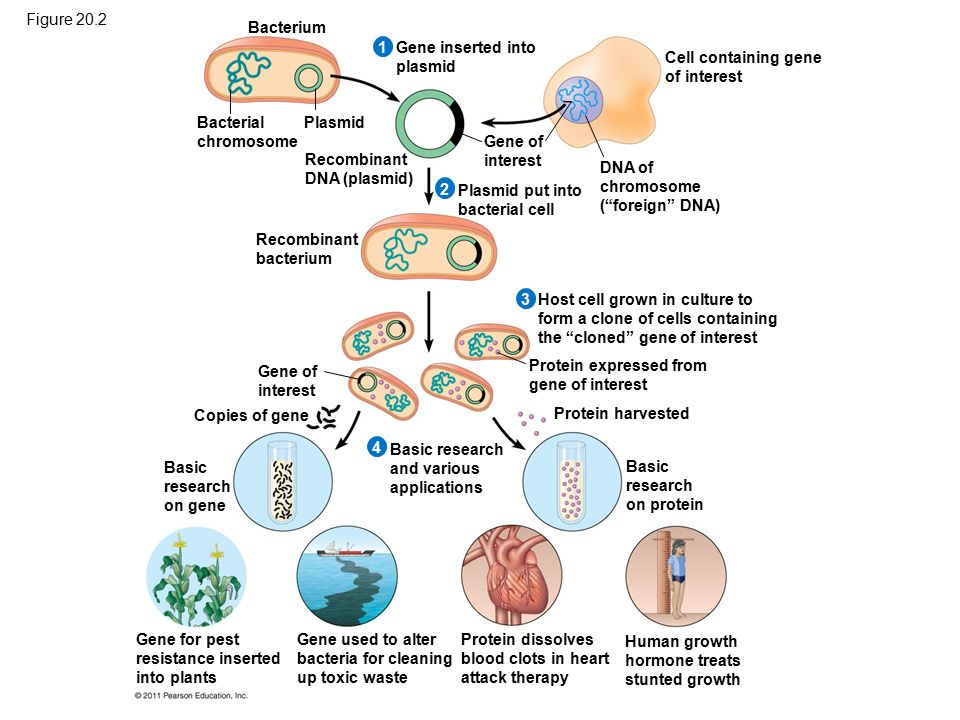 Figure 20.2
Bacterium
1 Gene inserted into
plasmid
Cell containing gene
of interest
Bacterial
chromosome
Plasmid
Gene of
interest
Recombinant
DNA (plasmid)
DNA of
chromosome
(“foreign” DNA)
2 Plasmid put into
bacterial cell
Recombinant
bacterium
3 Host cell grown in culture to
form a clone of cells containing
the “cloned” gene of interest
Protein expressed from
gene of interest
Gene of
interest
Copies of gene
Protein harvested
4 Basic research
and various
applications
Basic
research
on gene
Basic
research
on protein
Gene for pest
resistance inserted
into plants
Gene used to alter
bacteria for cleaning
up toxic waste
Protein dissolves
blood clots in heart
attack therapy
Human growth
hormone treats
stunted growth
© 2011 Pearson Education, Inc.